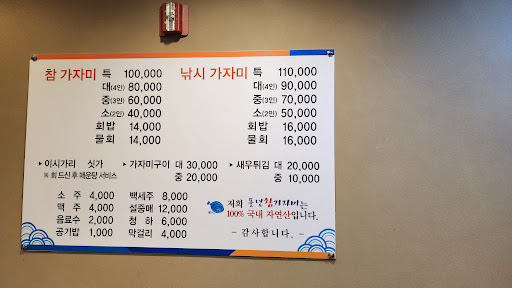 참 가자미 특 100,000
대(4인) 80,000
중(3인) 60,000
소(2인) 40,000
회밥 14,000
물회 14,000
낚시 가자미 특 110,000
대(4인) 90,000
중(3인) 70,000
소(2인) 50,000
회밥 16,000
물회 16,000
▸ 이시가리 싯가
※ 회 드신 후 매운탕 서비스
▸ 가자미구이 대 30,000
중 20,000
▸ 새우튀김 대 20,000
중 10,000
소 주 4,000
맥 주 4,000
음료수 2,000
공기밥 1,000
백세주 8,000
설중매 12,000
청 하 6,000
막걸리 4,000
저희 참가자미는
100% 국내 자연산입니다.
- 감사합니다. -